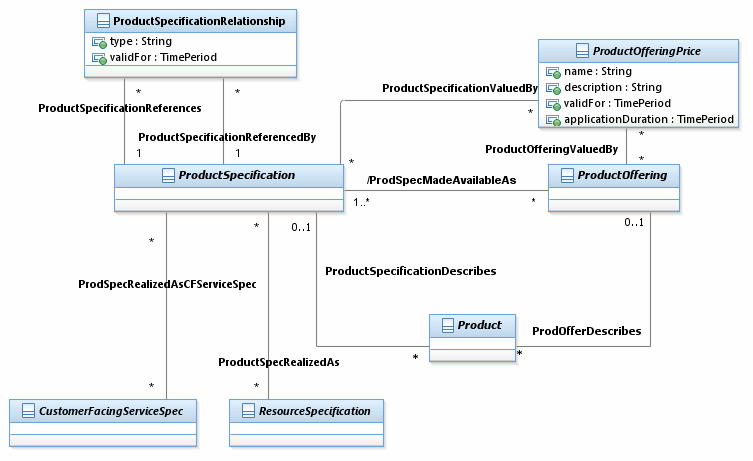 ProductSpecificationRelationship
type : String
validFor : TimePeriod
ProductOfferingPrice
name : String
description : String
validFor : TimePeriod
applicationDuration : TimePeriod
ProductSpecificationValuedBy
* *
*
ProductSpecificationReferences
ProductSpecificationReferencedBy
*
ProductOfferingValuedBy
1 1
* *
ProductSpecification
/ProdSpecMadeAvailableAs
ProductOffering
1..* *
* * 0..1 0..1
ProductSpecificationDescribes
ProdSpecRealizedAsCFServiceSpec
Product
ProdOfferDescribes
* *
ProductSpecRealizedAs
* *
CustomerFacingServiceSpec
ResourceSpecification